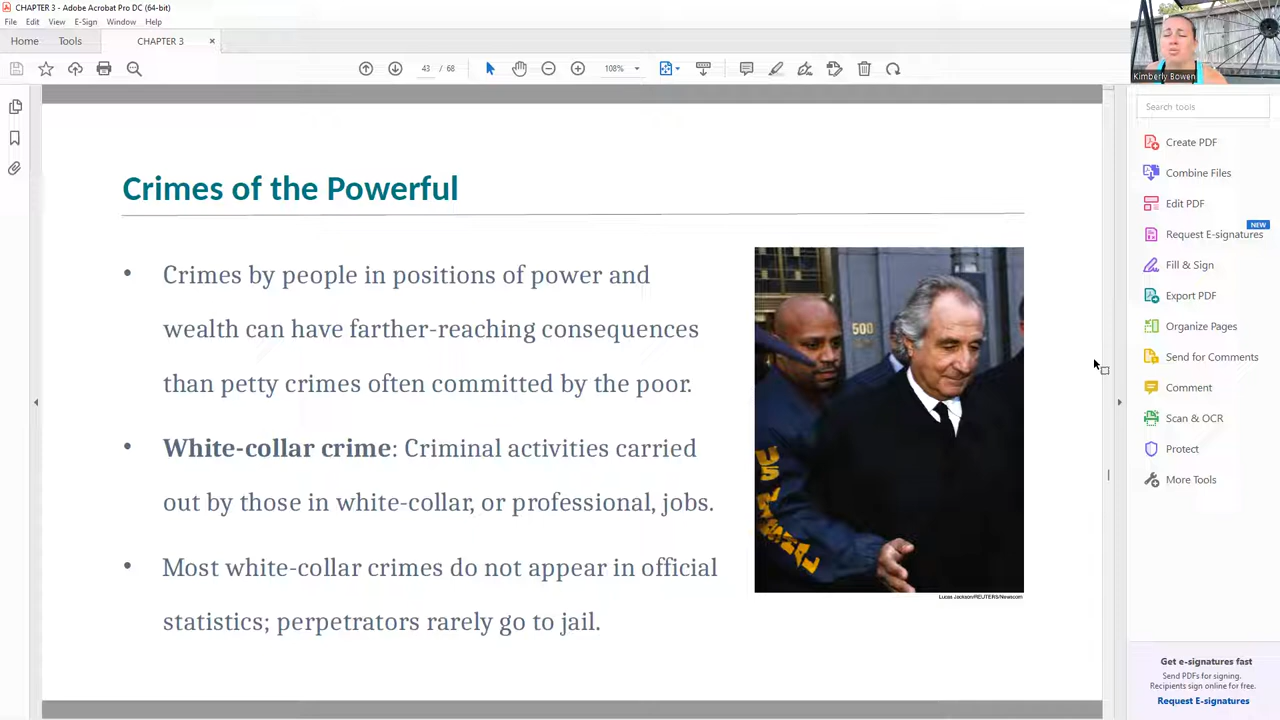 CHAPTER 3 - Adobe Acrobat Pro DC (64-bit)
File Edit View E-Sign Window Help
Home Tools CHAPTER 3 ×
43 / 68 108%
Kimberly Bowen
Search tools
Create PDF
Combine Files
Edit PDF
NEW
Request E-signatures
Fill & Sign
Export PDF
Organize Pages
Send for Comments
Comment
Scan & OCR
Protect
More Tools
Get e-signatures fast
Send PDFs for signing.
Recipients sign online for free.
Request E-signatures
Crimes of the Powerful
• Crimes by people in positions of power and
wealth can have farther-reaching consequences
than petty crimes often committed by the poor.
• White-collar crime: Criminal activities carried
out by those in white-collar, or professional, jobs.
• Most white-collar crimes do not appear in official
statistics; perpetrators rarely go to jail.
500
Lucas Jackson/REUTERS/Newscom